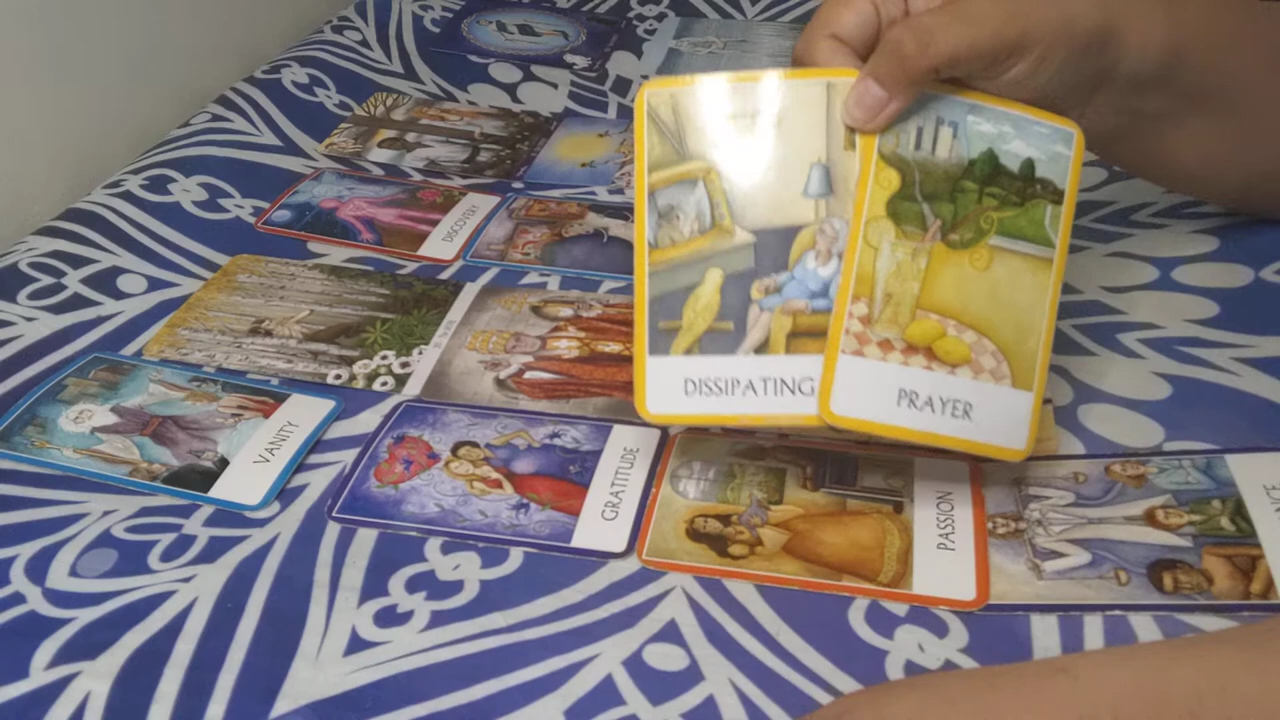 DISCOVERY
DISSIPATING
PRAYER
VANITY
GRATITUDE
PASSION